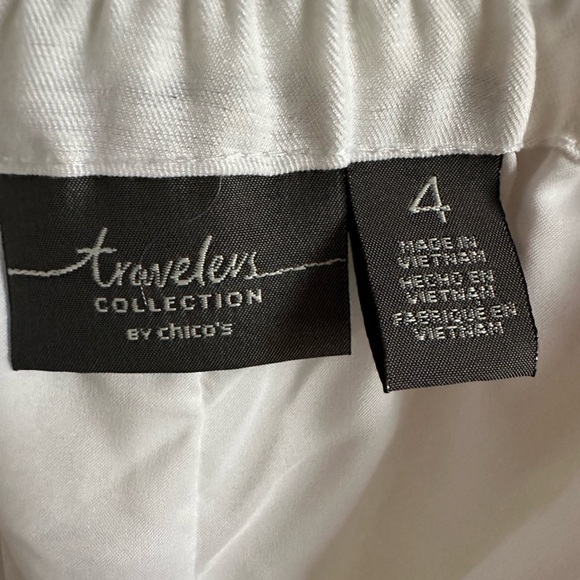 travelers
COLLECTION
BY chico's
4
MADE IN
VIETNAM
HECHO EN
VIETNAM
FABRIQUE EN
VIETNAM